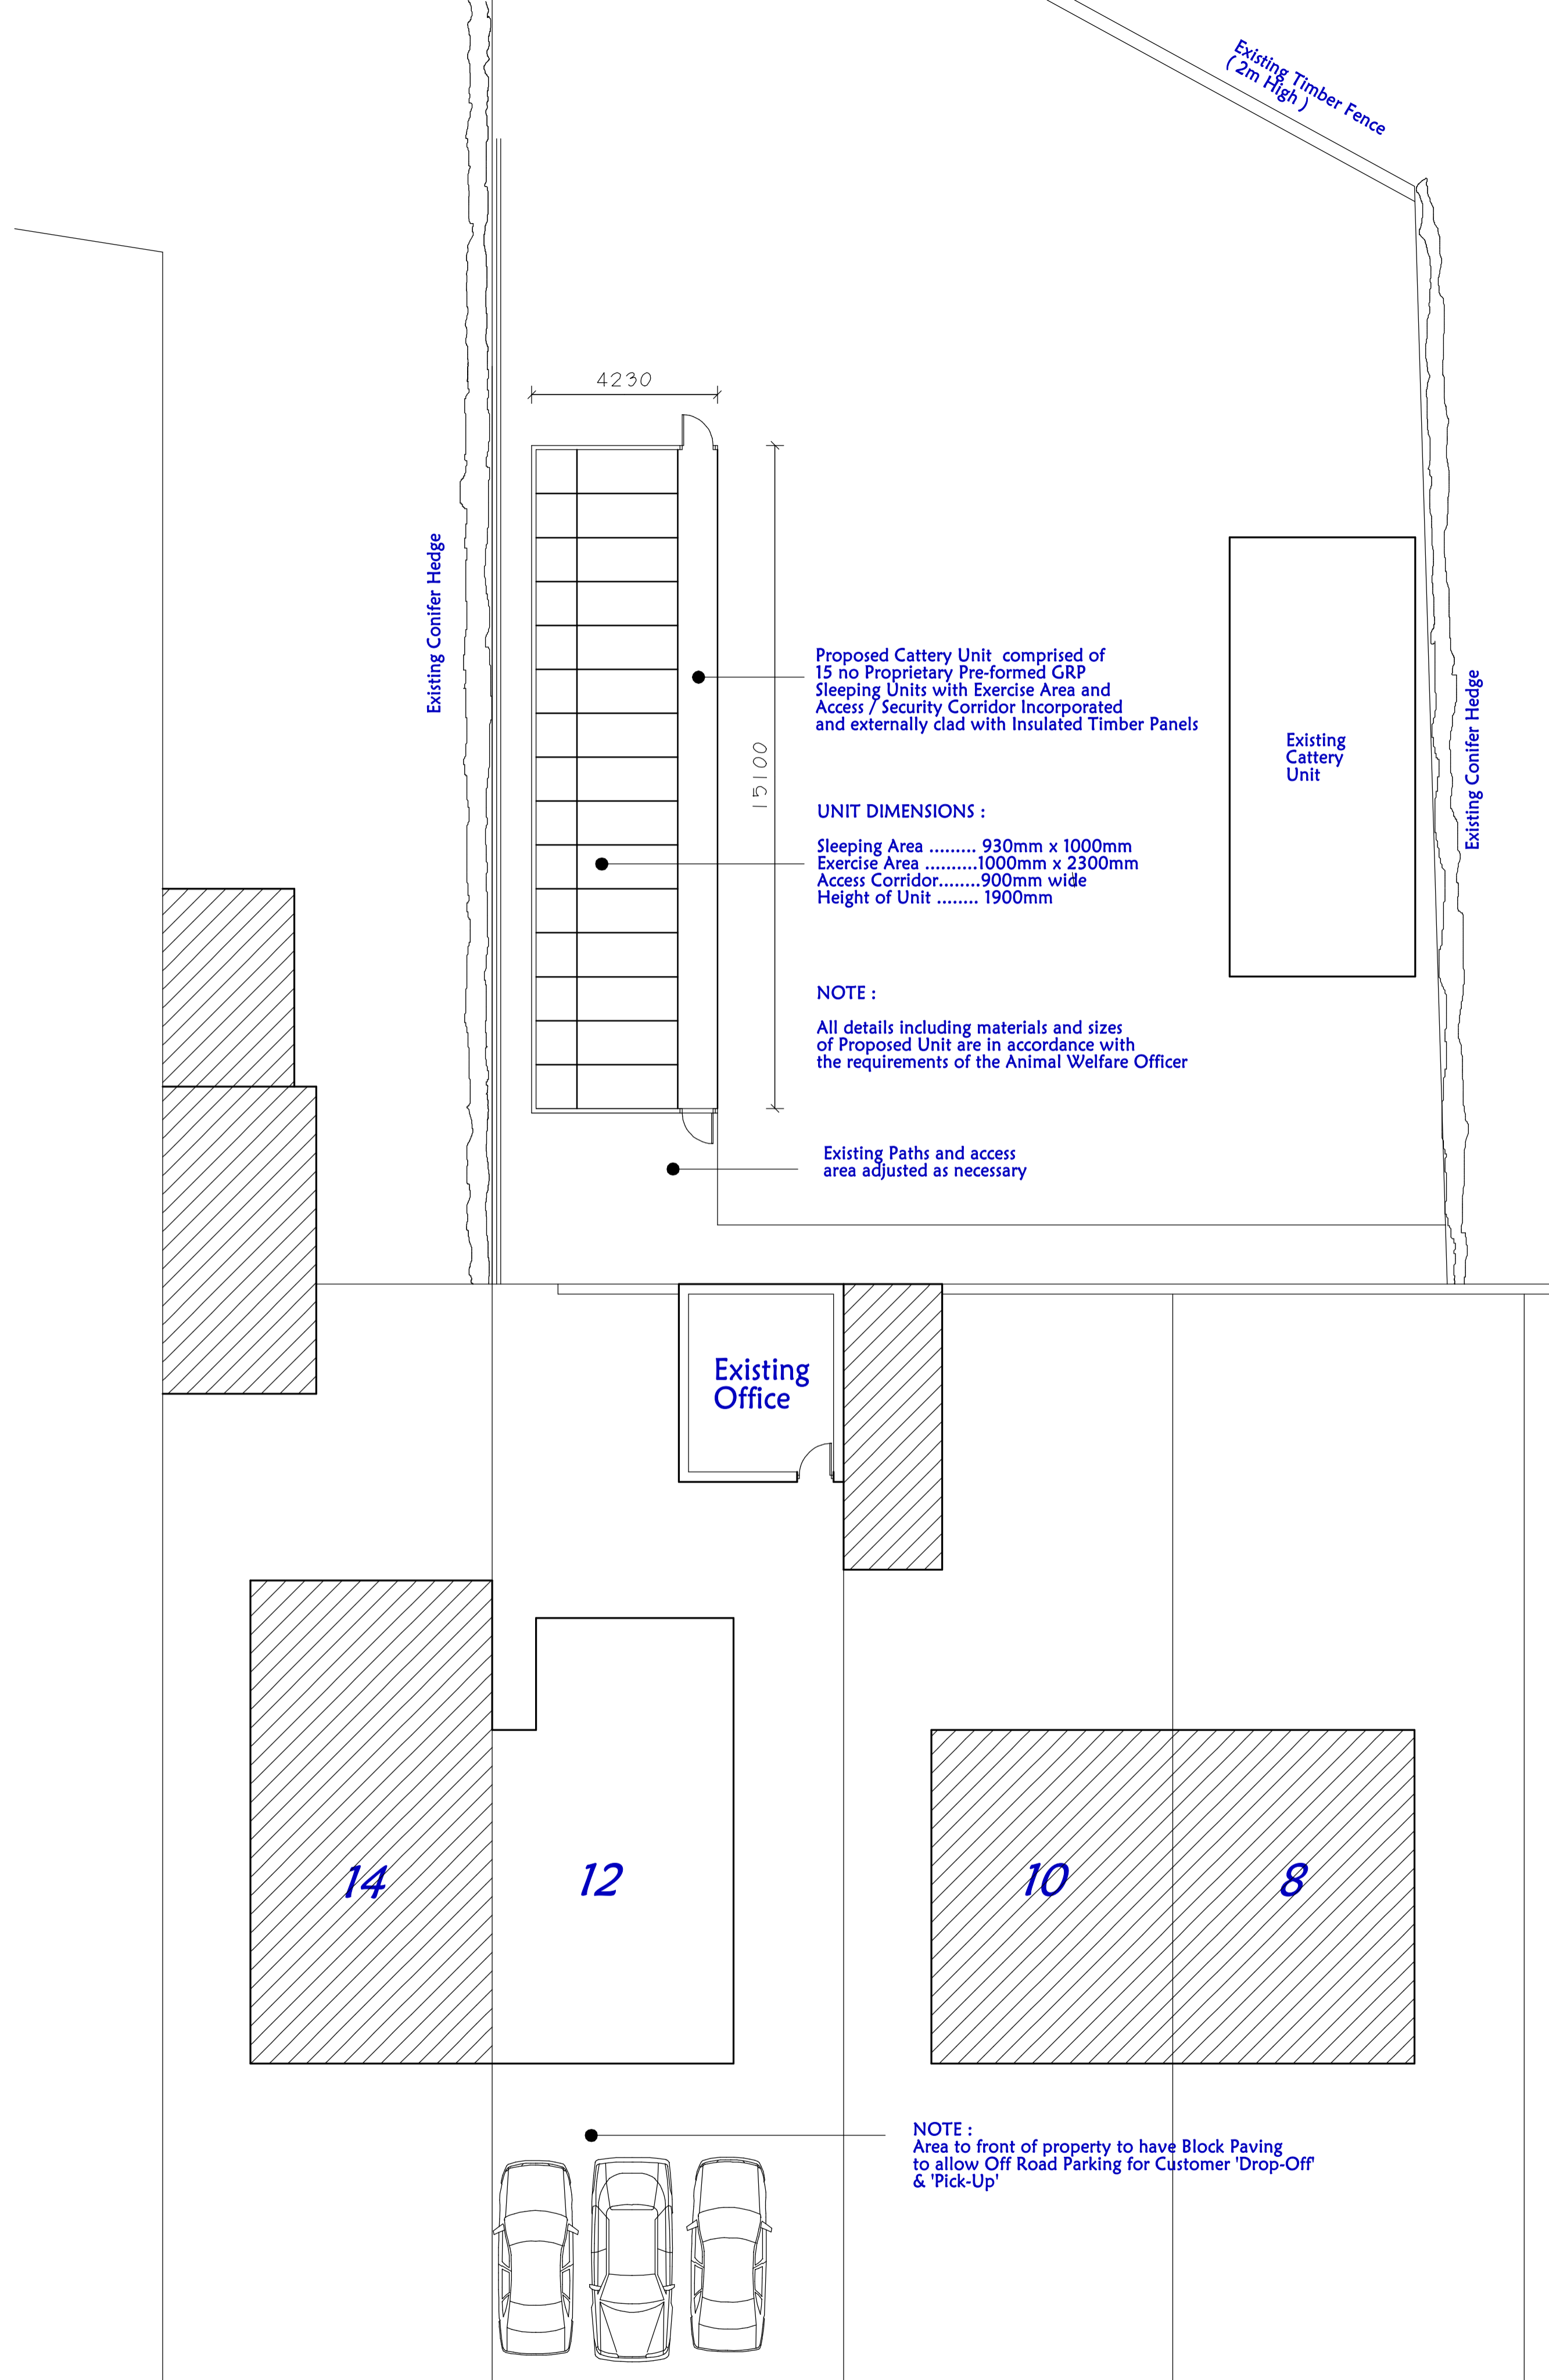 Existing Timber Fence
( 2m High )
4230
Existing Conifer Hedge
Proposed Cattery Unit comprised of
15 no Proprietary Pre-formed GRP
Sleeping Units with Exercise Area and
Access / Security Corridor Incorporated
and externally clad with Insulated Timber Panels
15100
Existing
Cattery
Unit
Existing Conifer Hedge
UNIT DIMENSIONS :
Sleeping Area ......... 930mm x 1000mm
Exercise Area ..........1000mm x 2300mm
Access Corridor........900mm wide
Height of Unit ........ 1900mm
NOTE :
All details including materials and sizes
of Proposed Unit are in accordance with
the requirements of the Animal Welfare Officer
Existing Paths and access
area adjusted as necessary
Existing
Office
14
12
10
8
NOTE :
Area to front of property to have Block Paving
to allow Off Road Parking for Customer 'Drop-Off'
& 'Pick-Up'